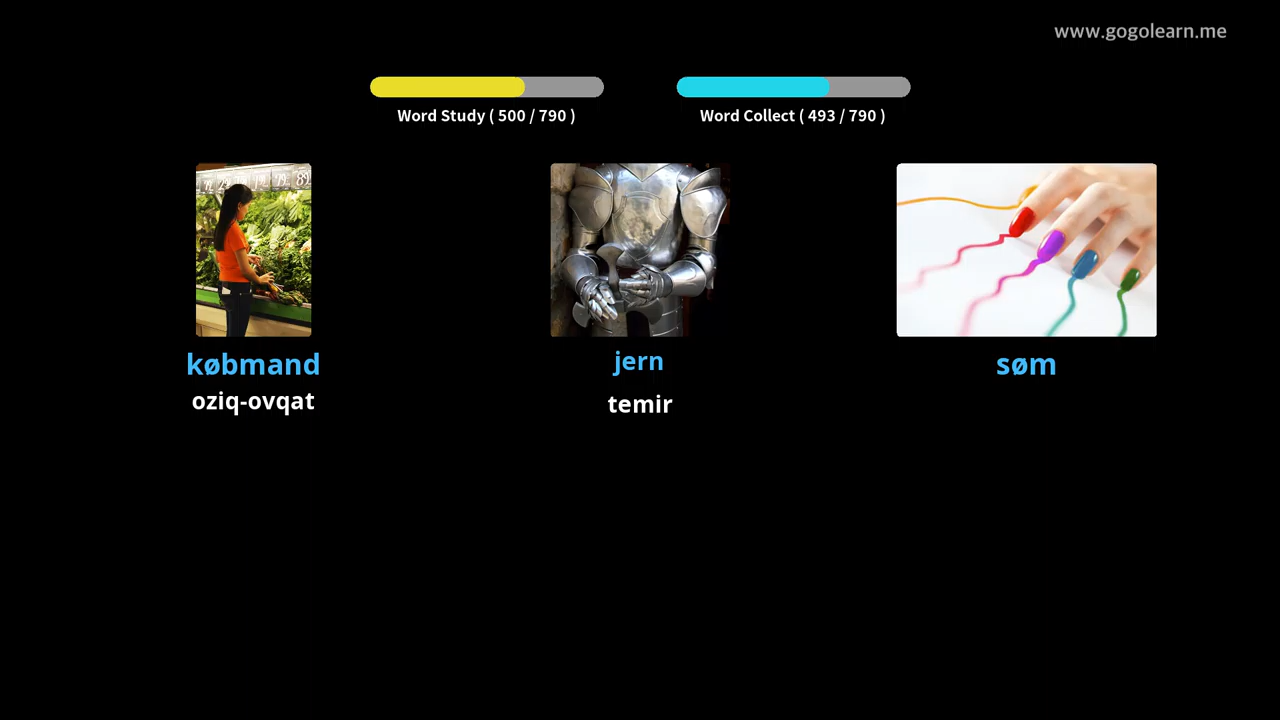 www.gogolearn.me
Word Study ( 500 / 790 )
Word Collect ( 493 / 790 )
købmand
oziq-ovqat
jern
temir
søm